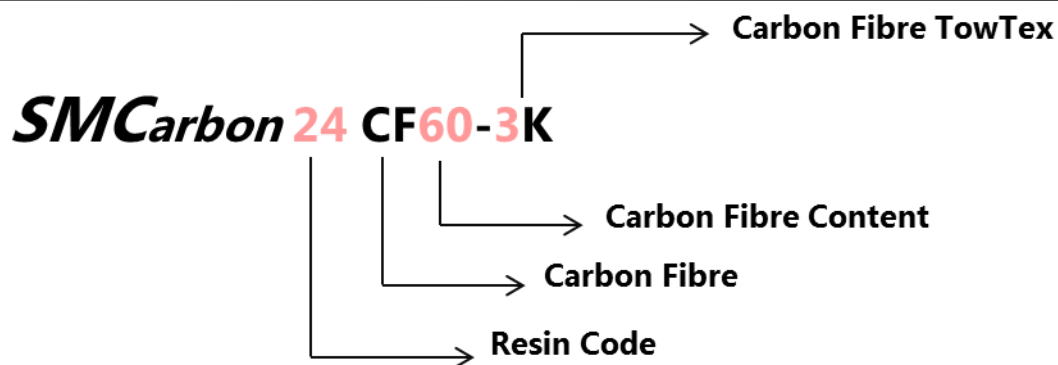 Carbon Fibre TowTex
SMCarbon 24 CF60-3K
Carbon Fibre Content
Carbon Fibre
Resin Code